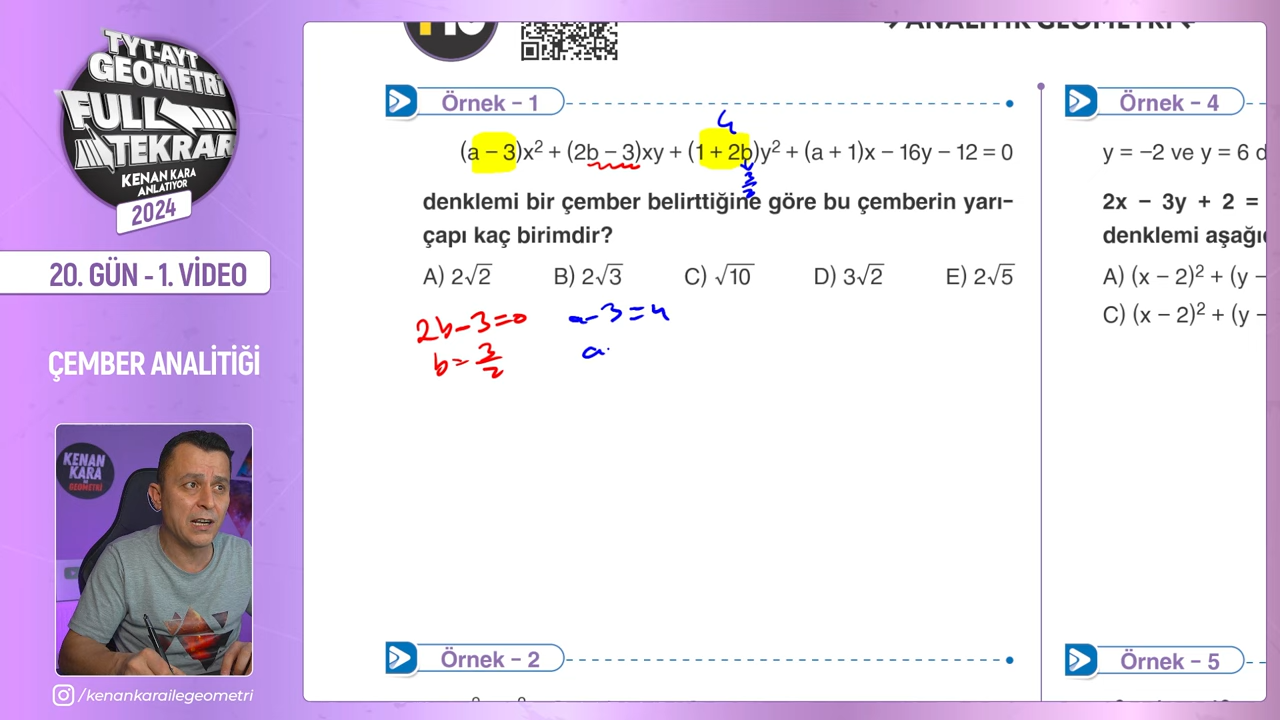 TYT-AYT
GEOMETRİ
FULL
TEKRAR
KENAN KARA
ANLATIYOR
2024
20. GÜN - 1. VİDEO
ÇEMBER ANALİTİĞİ
KENAN
KARA
GEOMETRİ
/kenankarailegeometri
ANALİTİK GEOMETRİ
Örnek – 1
4
(a – 3)x² + (2b – 3)xy + (1 + 2b)y² + (a + 1)x – 16y – 12 = 0
3/2
denklemi bir çember belirttiğine göre bu çemberin yarı-
çapı kaç birimdir?
A) 2√2 B) 2√3 C) √10 D) 3√2 E) 2√5
2b-3=0 a-3=4
b=3/2 a
Örnek – 2
Örnek – 4
y = –2 ve y = 6 d
2x – 3y + 2 =
denklemi aşağı
A) (x – 2)² + (y –
C) (x – 2)² + (y –
Örnek – 5